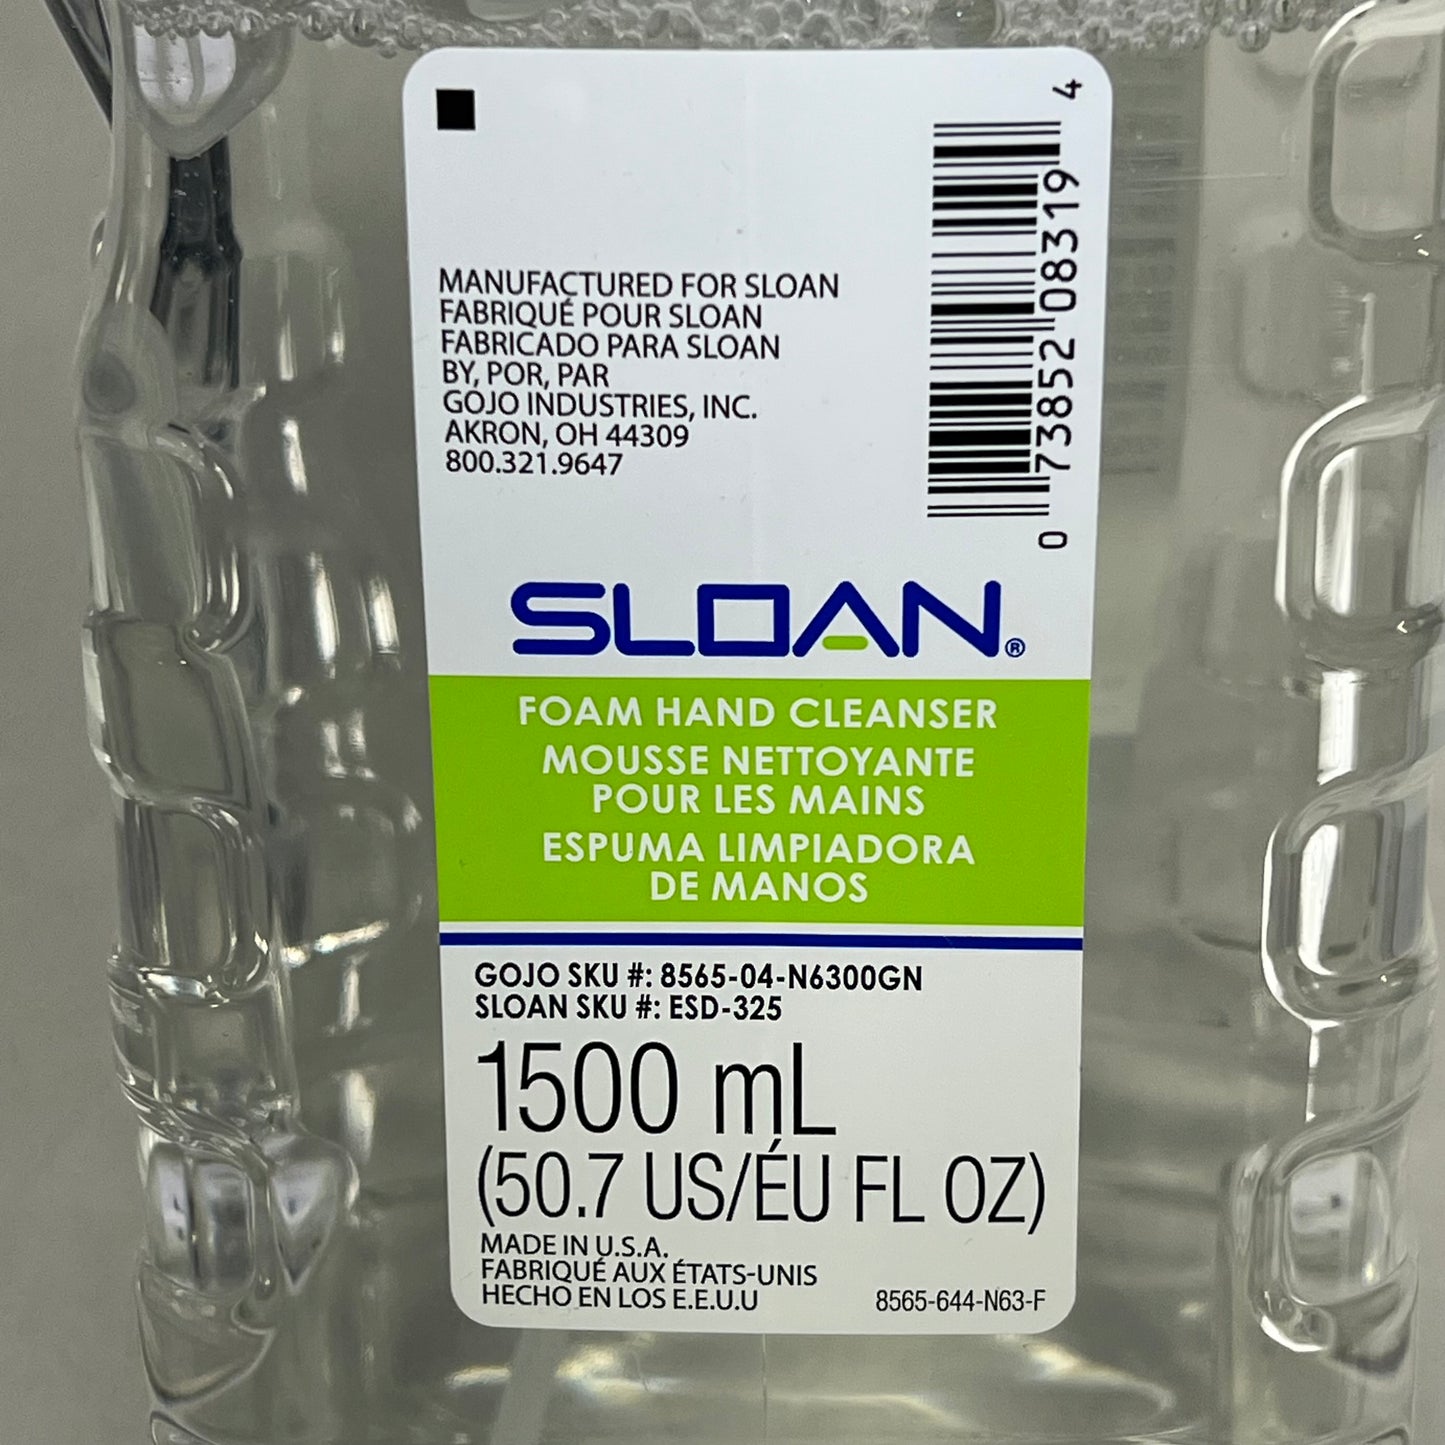 MANUFACTURED FOR SLOAN
FABRIQUÉ POUR SLOAN
FABRICADO PARA SLOAN
BY, POR, PAR
GOJO INDUSTRIES, INC.
AKRON, OH 44309
800.321.9647
0 73852 08319 4
SLOAN®
FOAM HAND CLEANSER
MOUSSE NETTOYANTE
POUR LES MAINS
ESPUMA LIMPIADORA
DE MANOS
GOJO SKU #: 8565-04-N6300GN
SLOAN SKU #: ESD-325
1500 mL
(50.7 US/ÉU FL OZ)
MADE IN U.S.A.
FABRIQUÉ AUX ÉTATS-UNIS
HECHO EN LOS E.E.U.U
8565-644-N63-F